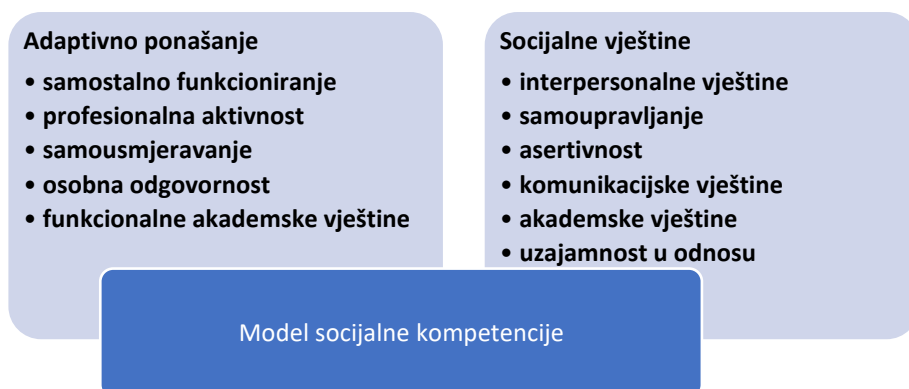 Adaptivno ponašanje
• samostalno funkcioniranje
• profesionalna aktivnost
• samousmjeravanje
• osobna odgovornost
• funkcionalne akademske vještine
Socijalne vještine
• interpersonalne vještine
• samoupravljanje
• asertivnost
• komunikacijske vještine
• akademske vještine
• uzajamnost u odnosu
Model socijalne kompetencije